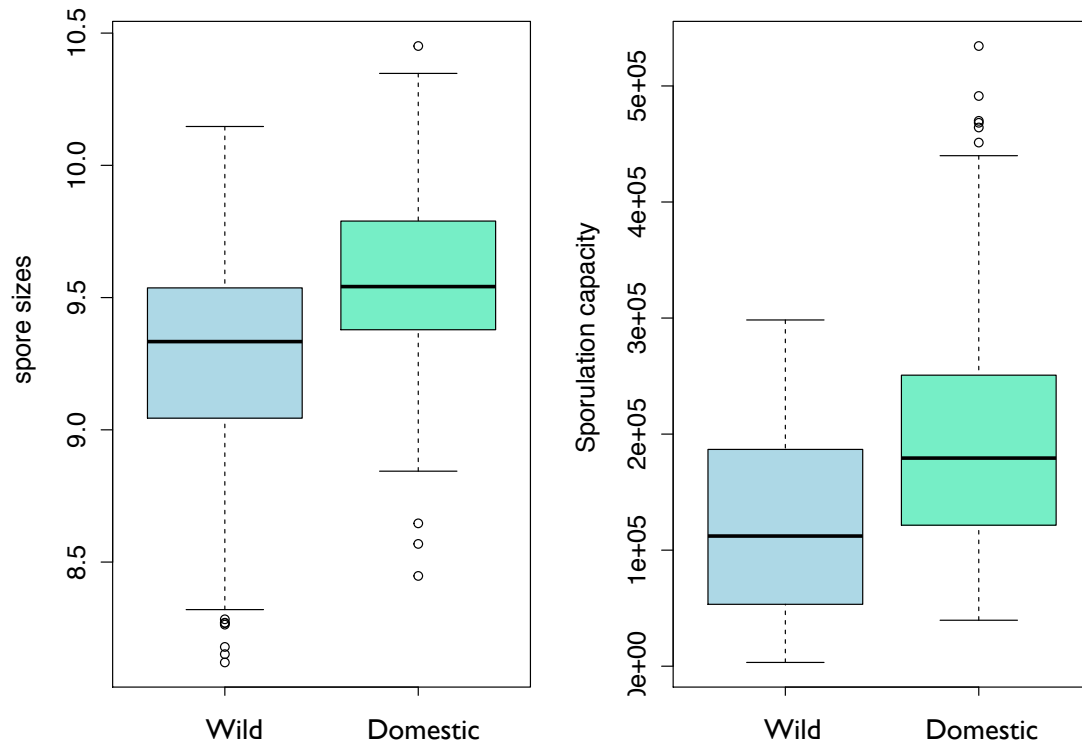 spore sizes
10.5
10.0
9.5
9.0
8.5
Wild
Domestic
Sporulation capacity
5e+05
4e+05
3e+05
2e+05
1e+05
0e+00
Wild
Domestic